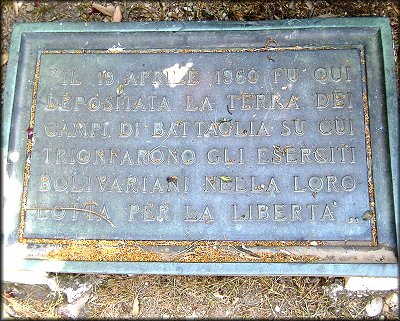 "IL 19 APRILE 1960 FU' QUI
DEPOSITATA LA TERRA DEI
CAMPI DI BATTAGLIA SU CUI
TRIONFARONO GLI ESERCITI
BOLIVARIANI NELLA LORO
LOTTA PER LA LIBERTA' „